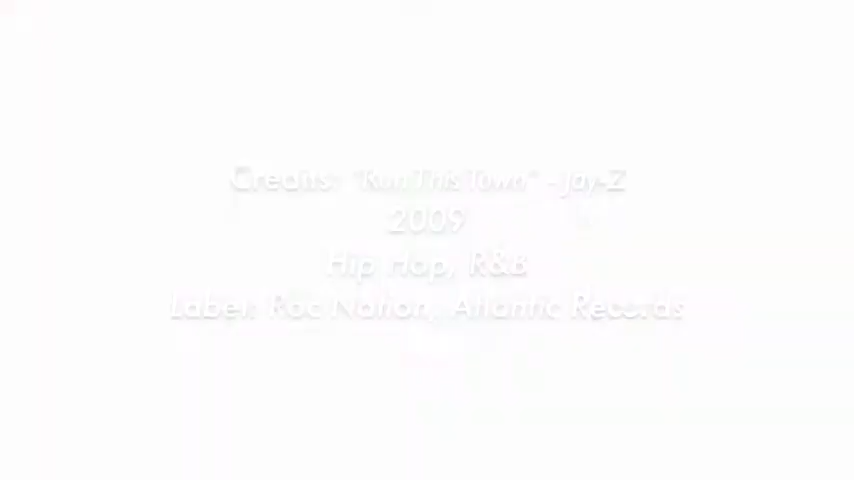 Credits: "Run This Town" - Jay-Z
2009
Hip Hop, R&B
Label: Roc Nation, Atlantic Records